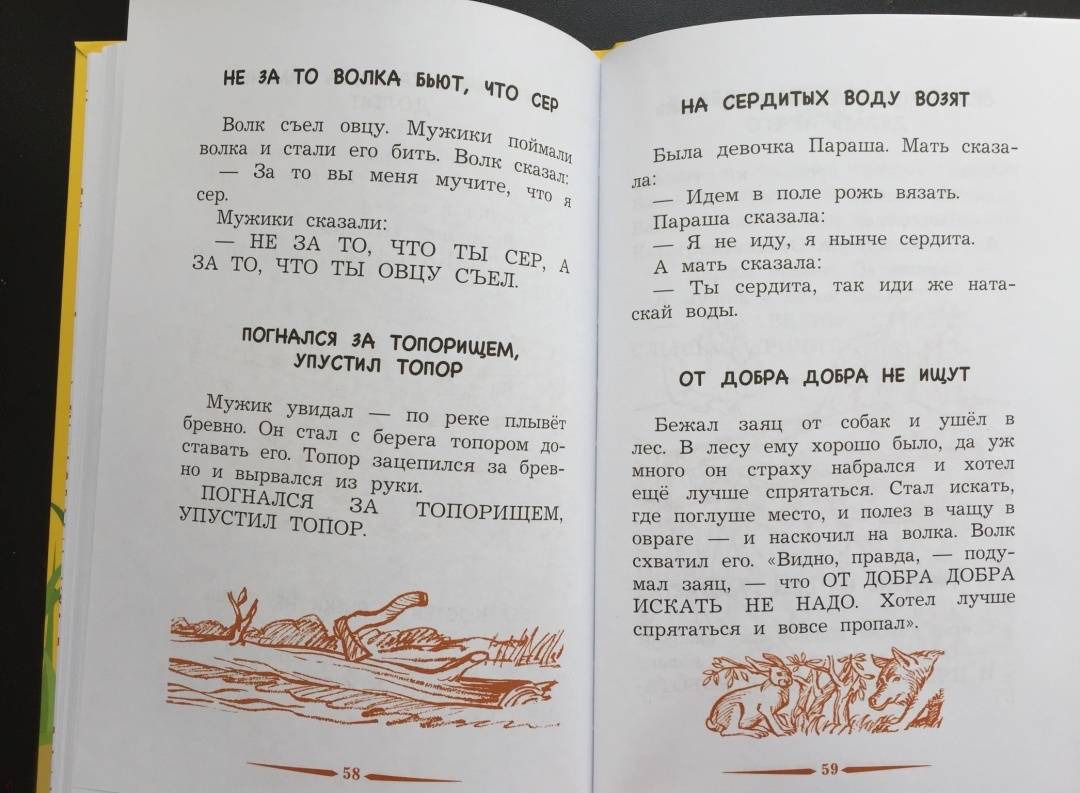 НЕ ЗА ТО ВОЛКА БЬЮТ, ЧТО СЕР
Волк съел овцу. Мужики поймали
волка и стали его бить. Волк сказал:
— За то вы меня мучите, что я
сер.
Мужики сказали:
— НЕ ЗА ТО, ЧТО ТЫ СЕР, А
ЗА ТО, ЧТО ТЫ ОВЦУ СЪЕЛ.
ПОГНАЛСЯ ЗА ТОПОРИЩЕМ,
УПУСТИЛ ТОПОР
Мужик увидал — по реке плывёт
бревно. Он стал с берега топором до-
ставать его. Топор зацепился за брев-
но и вырвался из руки.
ПОГНАЛСЯ ЗА ТОПОРИЩЕМ,
УПУСТИЛ ТОПОР.
58
НА СЕРДИТЫХ ВОДУ ВОЗЯТ
Была девочка Параша. Мать сказа-
ла:
— Идем в поле рожь вязать.
Параша сказала:
— Я не иду, я нынче сердита.
А мать сказала:
— Ты сердита, так иди же ната-
скай воды.
ОТ ДОБРА ДОБРА НЕ ИЩУТ
Бежал заяц от собак и ушёл в
лес. В лесу ему хорошо было, да уж
много он страху набрался и хотел
ещё лучше спрятаться. Стал искать,
где поглуше место, и полез в чащу в
овраге — и наскочил на волка. Волк
схватил его. «Видно, правда, — поду-
мал заяц, — что ОТ ДОБРА ДОБРА
ИСКАТЬ НЕ НАДО. Хотел лучше
спрятаться и вовсе пропал».
59